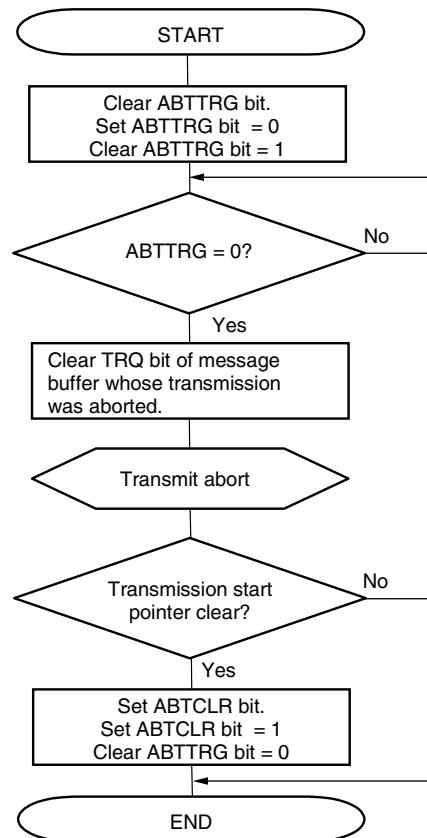 START
Clear ABTTRG bit.
Set ABTTRG bit = 0
Clear ABTTRG bit = 1
ABTTRG = 0?
No
Yes
Clear TRQ bit of message
buffer whose transmission
was aborted.
Transmit abort
Transmission start
pointer clear?
No
Yes
Set ABTCLR bit.
Set ABTCLR bit = 1
Clear ABTTRG bit = 0
END